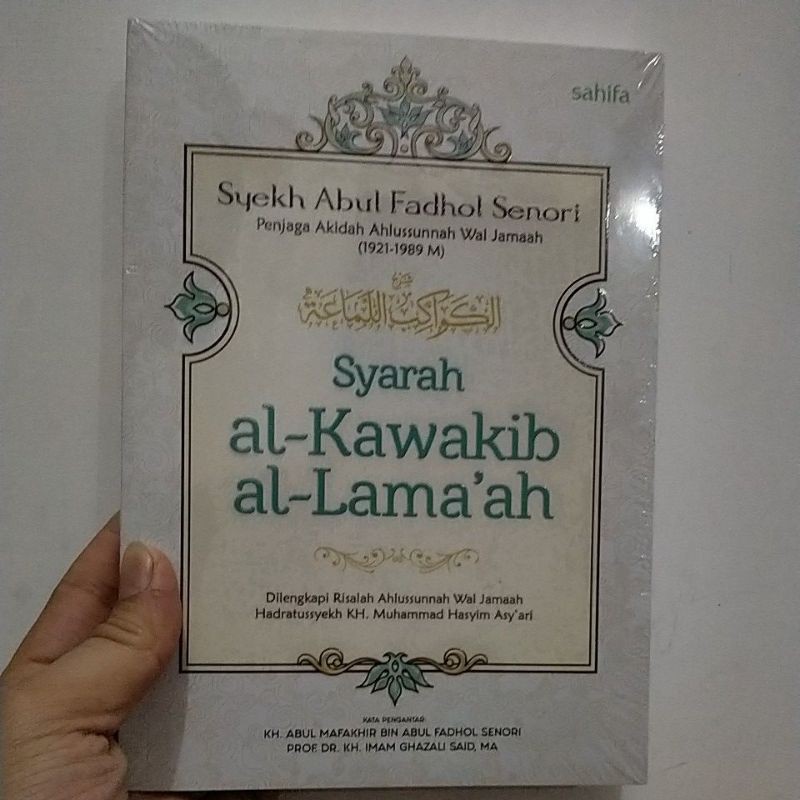 sahifa
Syekh Abul Fadhol Senori
Penjaga Akidah Ahlussunnah Wal Jamaah
(1921-1989 M)
شرح
الكواكب اللماعة
Syarah
al-Kawakib
al-Lama'ah
Dilengkapi Risalah Ahlussunnah Wal Jamaah
Hadratussyekh KH. Muhammad Hasyim Asy'ari
KATA PENGANTAR:
KH. ABUL MAFAKHIR BIN ABUL FADHOL SENORI
PROF. DR. KH. IMAM GHAZALI SAID, MA